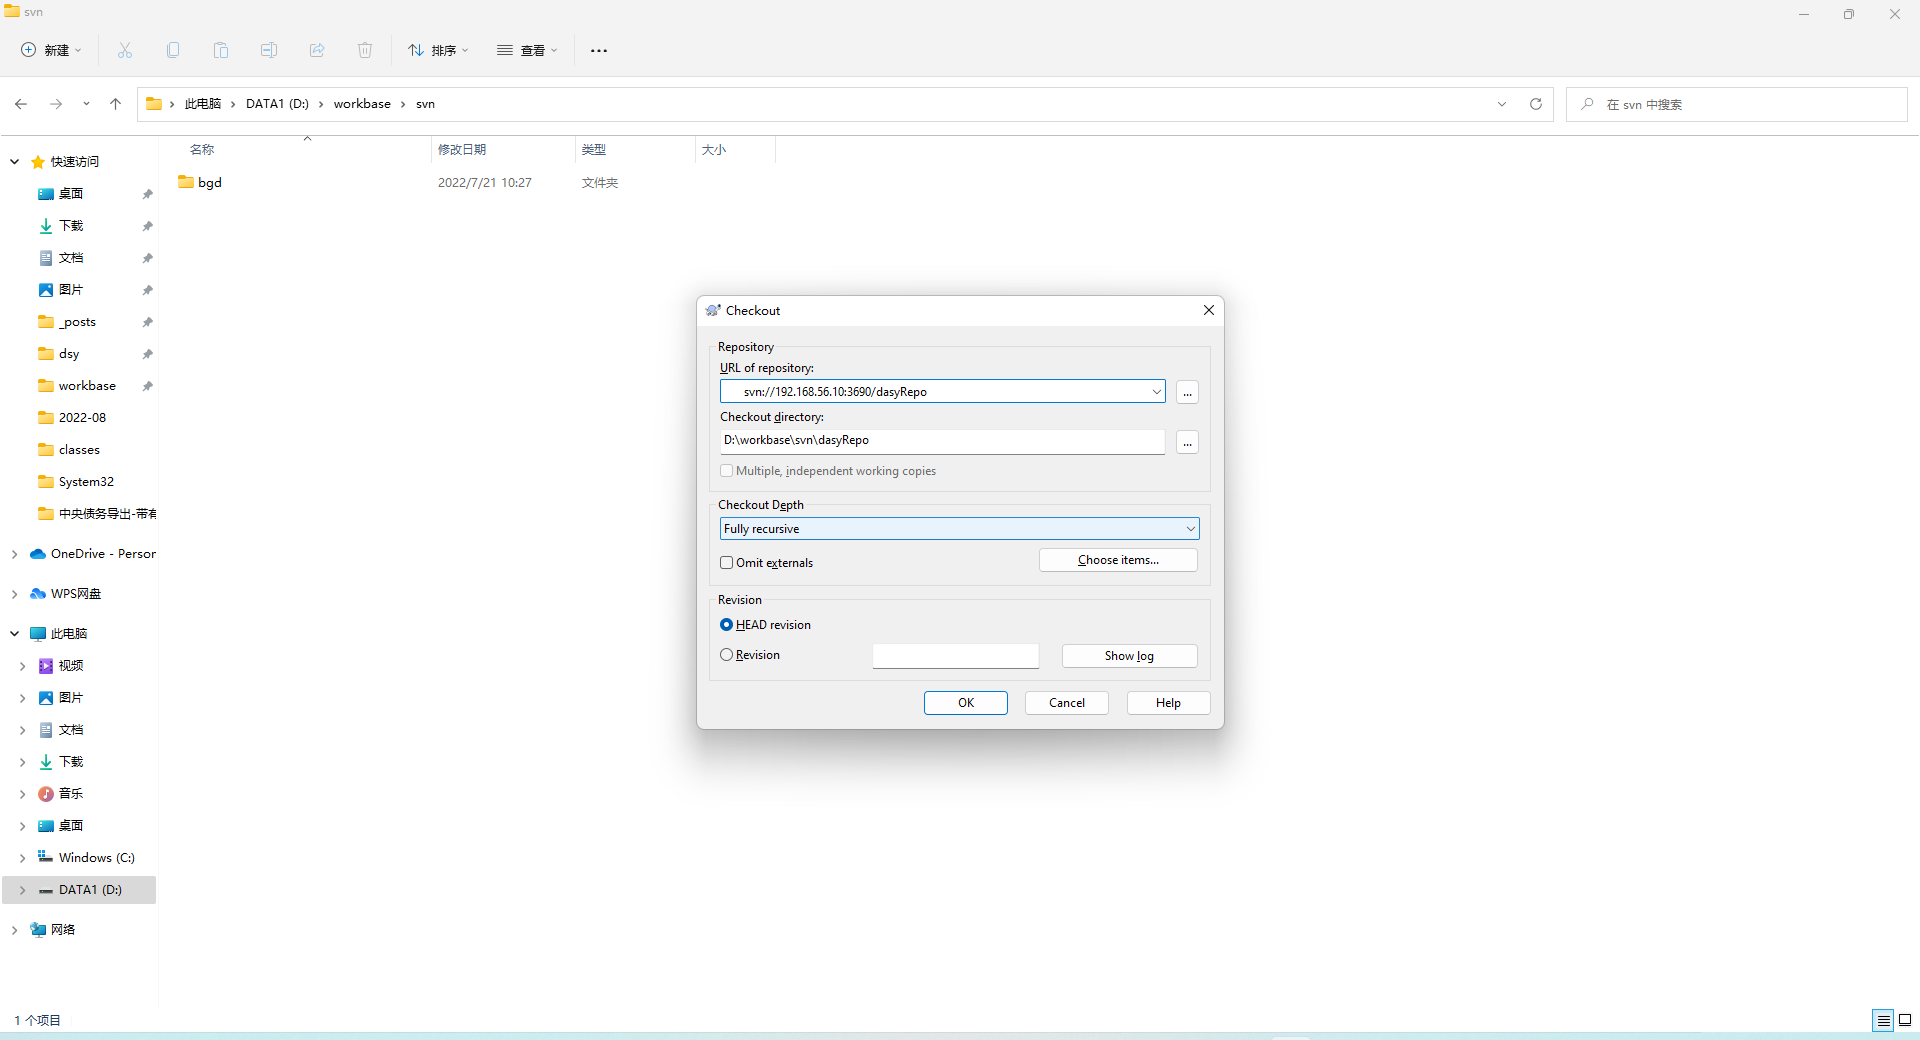 svn
新建
排序
查看
此电脑 DATA1 (D:) workbase svn
在 svn 中搜索
名称 修改日期 类型 大小
bgd 2022/7/21 10:27 文件夹
快速访问
桌面
下载
文档
图片
_posts
dsy
workbase
2022-08
classes
System32
中央债务导出-带有
OneDrive - Person
WPS网盘
此电脑
视频
图片
文档
下载
音乐
桌面
Windows (C:)
DATA1 (D:)
网络
1 个项目
Checkout
Repository
URL of repository:
svn://192.168.56.10:3690/dasyRepo
...
Checkout directory:
D:\workbase\svn\dasyRepo
...
Multiple, independent working copies
Checkout Depth
Fully recursive
Omit externals
Choose items...
Revision
HEAD revision
Revision
Show log
OK Cancel Help